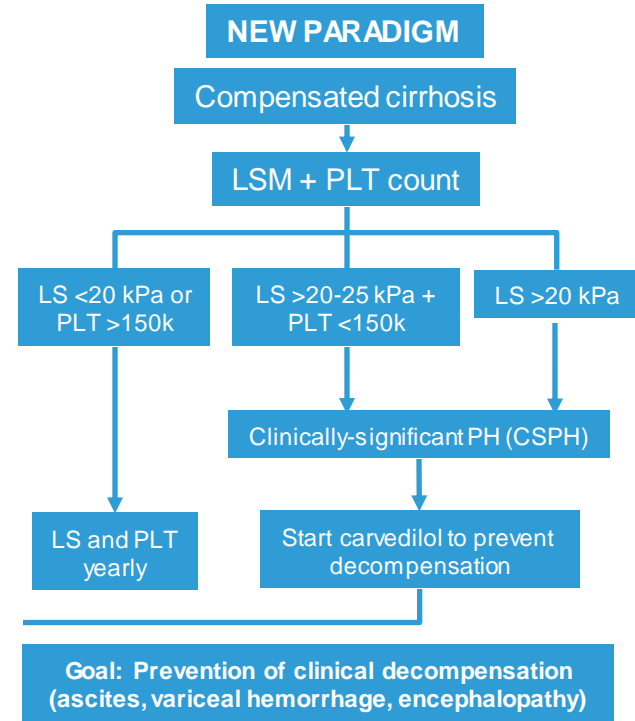 NEW PARADIGM
Compensated cirrhosis
LSM + PLT count
LS <20 kPa or
PLT >150k
LS >20-25 kPa +
PLT <150k
LS >20 kPa
Clinically-significant PH (CSPH)
LS and PLT
yearly
Start carvedilol to prevent
decompensation
Goal: Prevention of clinical decompensation
(ascites, variceal hemorrhage, encephalopathy)